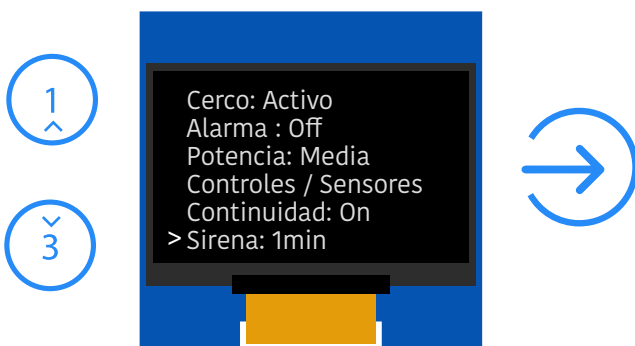 1
Cerco: Activo
Alarma : Off
Potencia: Media
Controles / Sensores
Continuidad: On
>Sirena: 1min
3